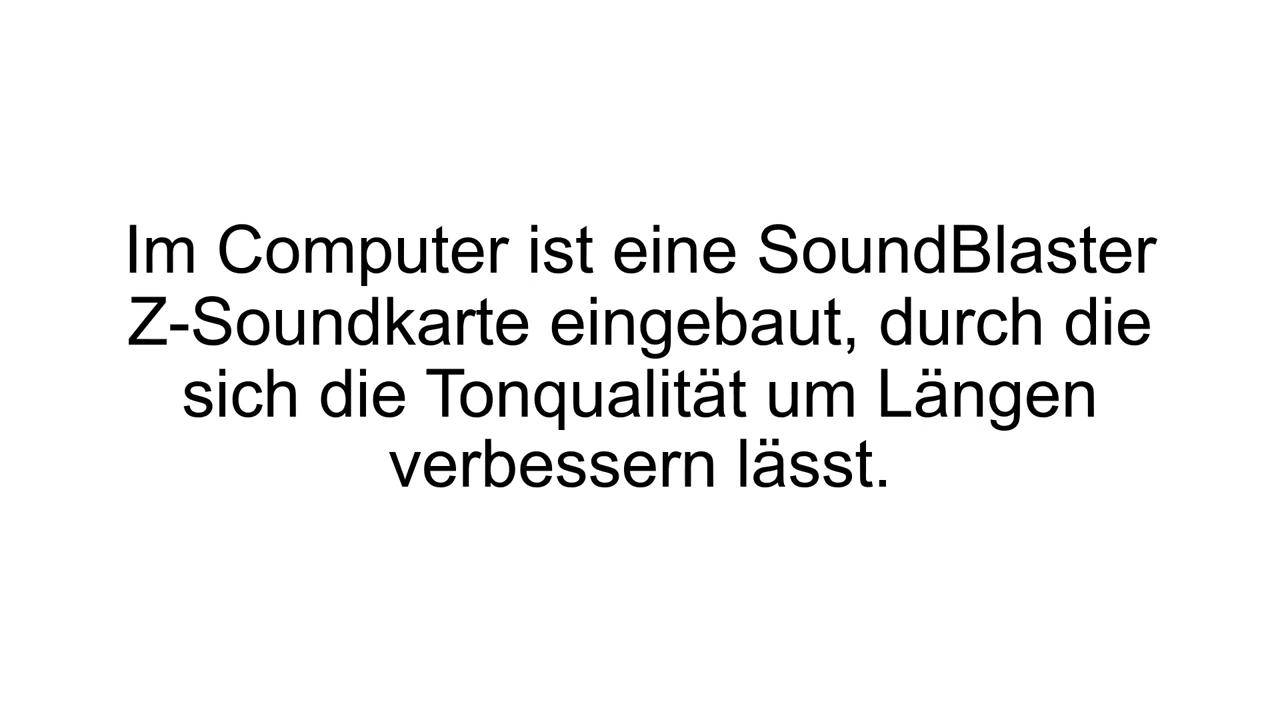 Im Computer ist eine SoundBlaster
Z-Soundkarte eingebaut, durch die
sich die Tonqualität um Längen
verbessern lässt.